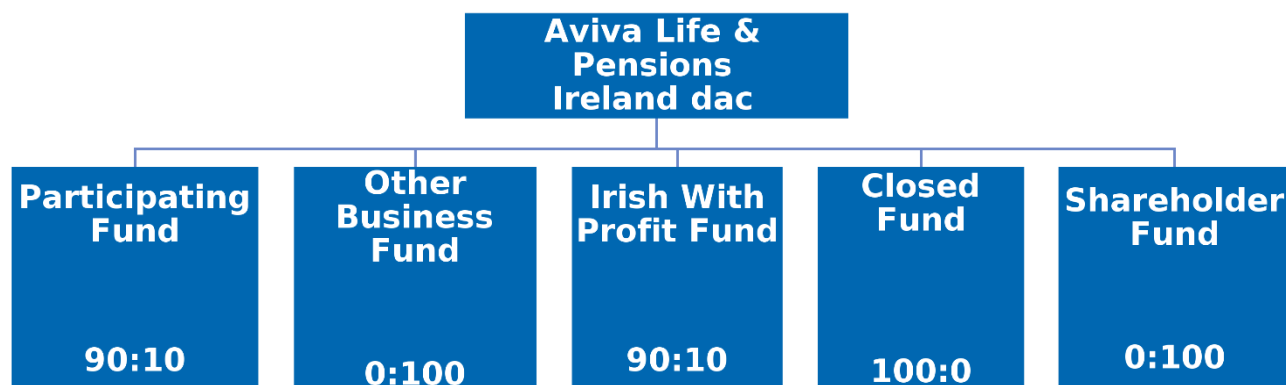 Aviva Life &
Pensions
Ireland dac
Participating
Fund
90:10
Other
Business
Fund
0:100
Irish With
Profit Fund
90:10
Closed
Fund
100:0
Shareholder
Fund
0:100